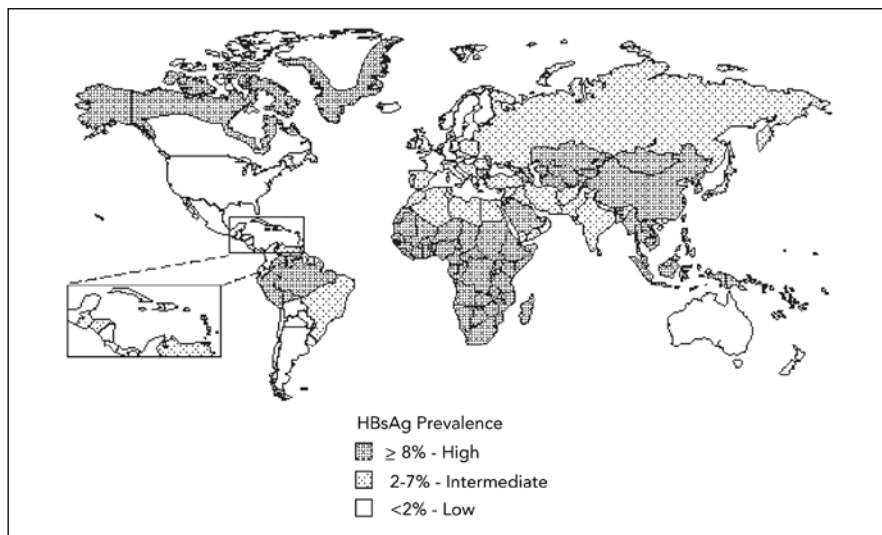 HBsAg Prevalence
≥ 8% - High
2-7% - Intermediate
<2% - Low